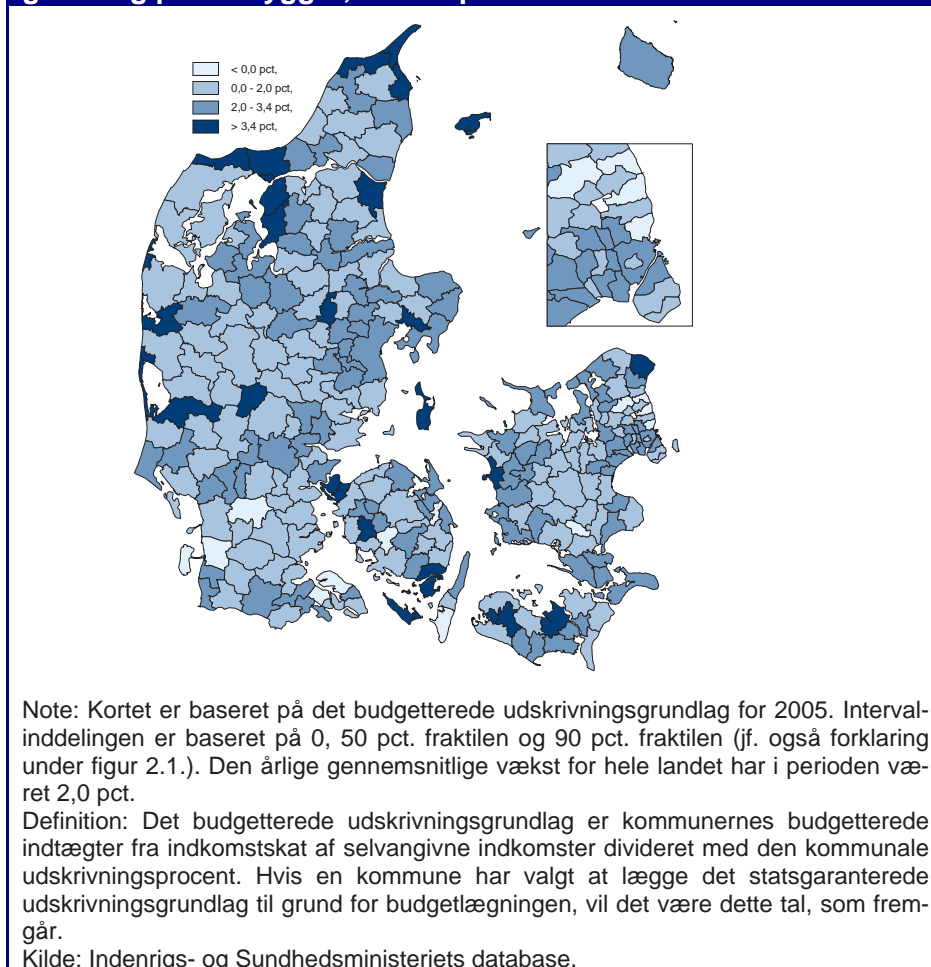 < 0,0 pct,
0,0 - 2,0 pct,
2,0 - 3,4 pct,
> 3,4 pct,
Note: Kortet er baseret på det budgetterede udskrivningsgrundlag for 2005. Interval-
inddelingen er baseret på 0, 50 pct. fraktilen og 90 pct. fraktilen (jf. også forklaring
under figur 2.1.). Den årlige gennemsnitlige vækst for hele landet har i perioden væ-
ret 2,0 pct.
Definition: Det budgetterede udskrivningsgrundlag er kommunernes budgetterede
indtægter fra indkomstskat af selvangivne indkomster divideret med den kommunale
udskrivningsprocent. Hvis en kommune har valgt at lægge det statsgaranterede
udskrivningsgrundlag til grund for budgetlægningen, vil det være dette tal, som frem-
går.
Kilde: Indenrigs- og Sundhedsministeriets database.